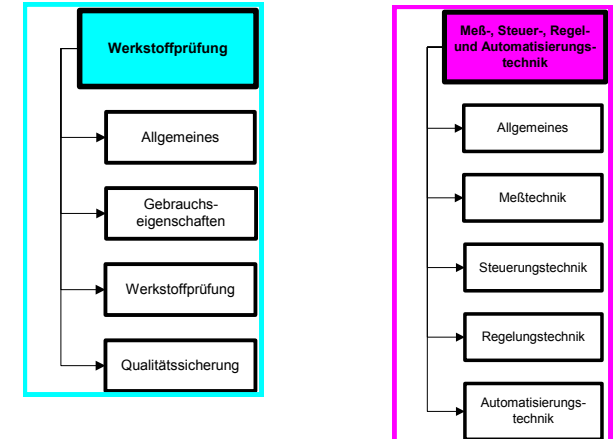 Werkstoffprüfung
Allgemeines
Gebrauchs-
eigenschaften
Werkstoffprüfung
Qualitätssicherung
Meß-, Steuer-, Regel-
und Automatisierungs-
technik
Allgemeines
Meßtechnik
Steuerungstechnik
Regelungstechnik
Automatisierungs-
technik